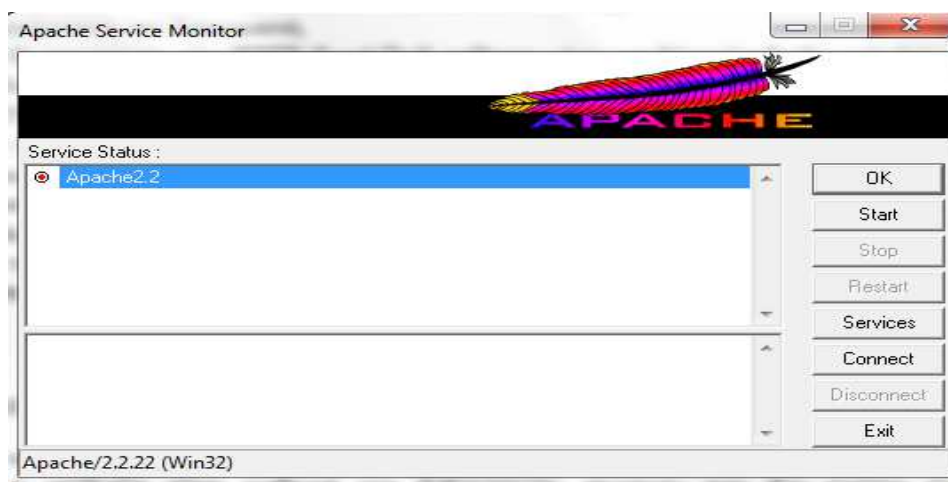 Apache Service Monitor
APACHE
Service Status :
Apache2.2
OK
Start
Stop
Restart
Services
Connect
Disconnect
Exit
Apache/2.2.22 (Win32)